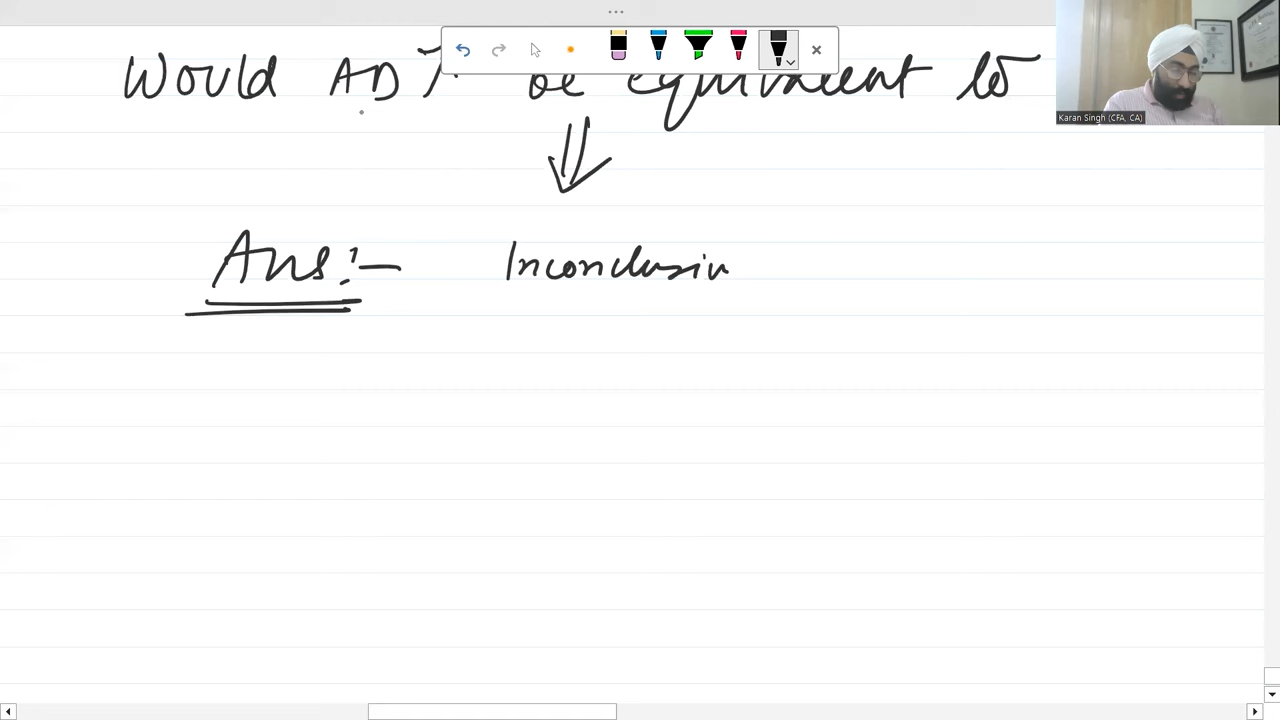 Would AD be equivalent to
Karan Singh (CFA, CA)
Ans:- Inconclusiv